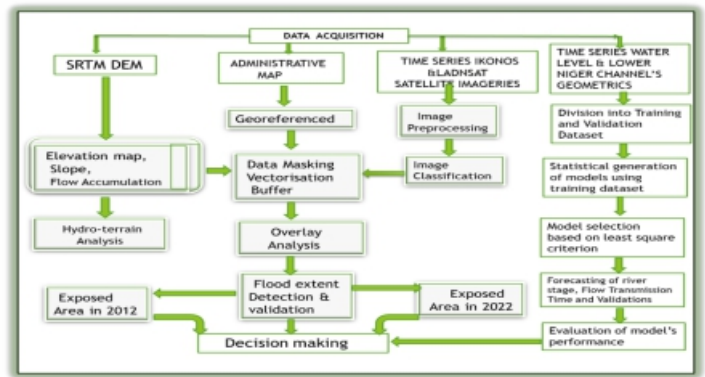 DATA ACQUISITION
SRTM DEM
ADMINISTRATIVE
MAP
TIME SERIES IKONOS
&LADNSAT
SATELLITE IMAGERIES
TIME SERIES WATER
LEVEL & LOWER
NIGER CHANNEL'S
GEOMETRICS
Georeferenced
Image
Preprocessing
Division into Training
and Validation
Dataset
Elevation map,
Slope,
Flow Accumulation
Data Masking
Vectorisation
Buffer
Image
Classification
Statistical generation
of models using
training dataset
Hydro-terrain
Analysis
Overlay
Analysis
Model selection
based on least square
criterion
Exposed
Area in 2012
Flood extent
Detection &
validation
Exposed
Area in 2022
Forecasting of river
stage, Flow Transmission
Time and Validations
Decision making
Evaluation of model's
performance